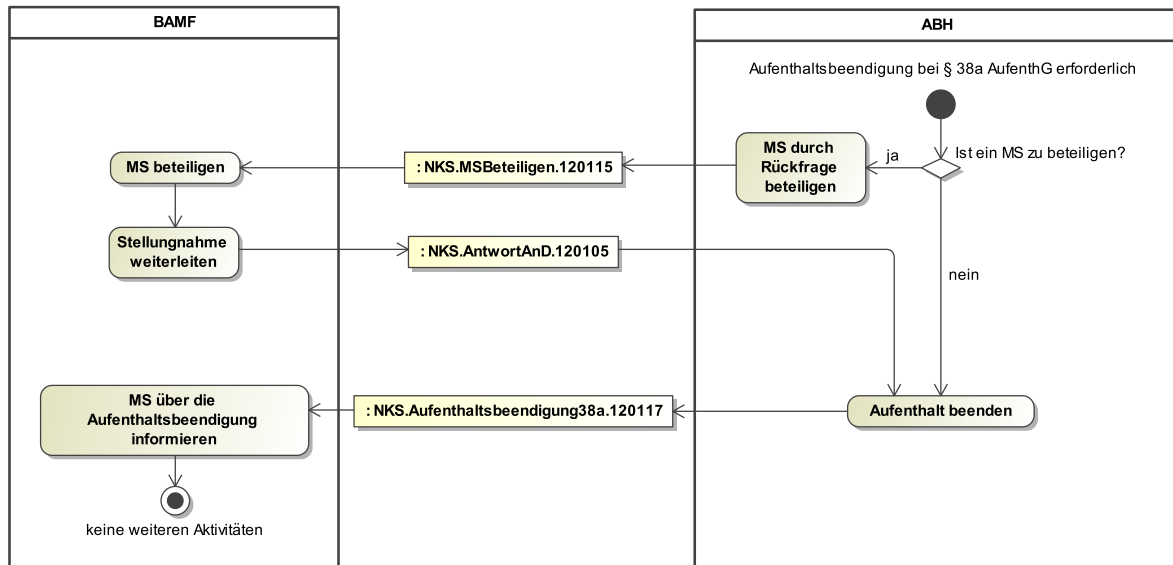 BAMF
ABH
Aufenthaltsbeendigung bei § 38a AufenthG erforderlich
Ist ein MS zu beteiligen?
ja
MS durch
Rückfrage
beteiligen
: NKS.MSBeteiligen.120115
MS beteiligen
Stellungnahme
weiterleiten
: NKS.AntwortAnD.120105
nein
Aufenthalt beenden
: NKS.Aufenthaltsbeendigung38a.120117
MS über die
Aufenthaltsbeendigung
informieren
keine weiteren Aktivitäten